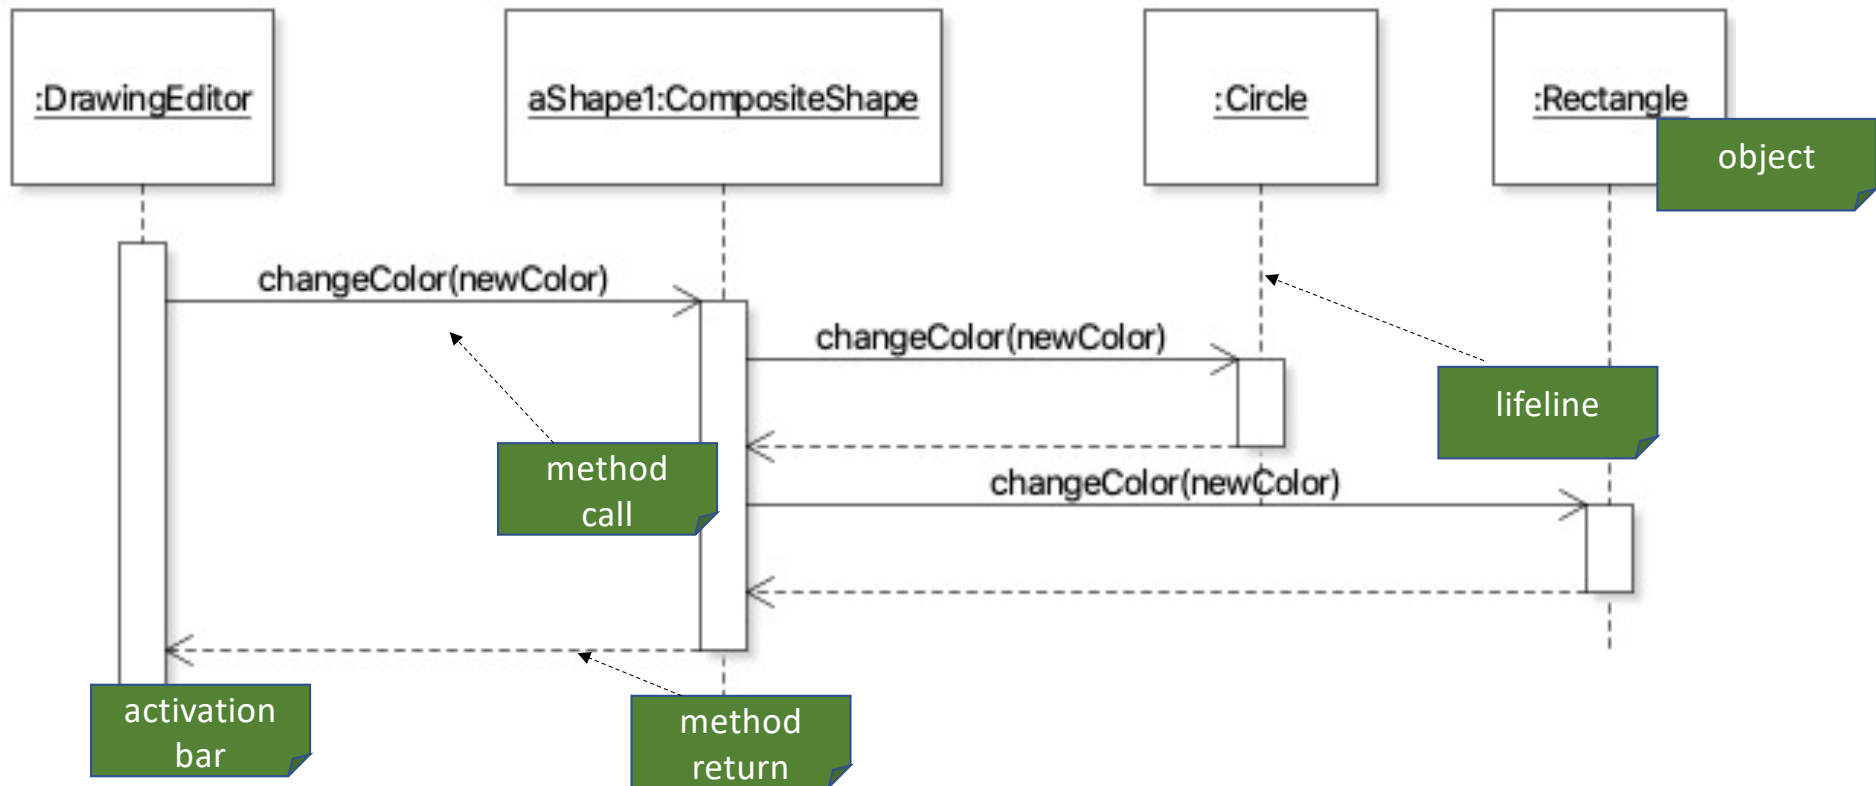 :DrawingEditor
aShape1:CompositeShape
:Circle
:Rectangle
object
changeColor(newColor)
changeColor(newColor)
lifeline
method
call
changeColor(newColor)
activation
bar
method
return